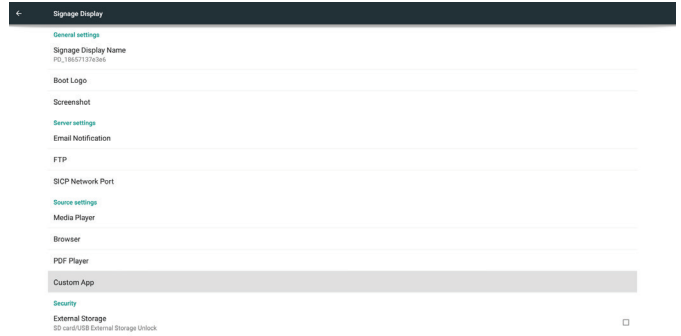 Signage Display
General settings
Signage Display Name
PD_18657137e3e6
Boot Logo
Screenshot
Server settings
Email Notification
FTP
SICP Network Port
Source settings
Media Player
Browser
PDF Player
Custom App
Security
External Storage
SD card/USB External Storage Unlock